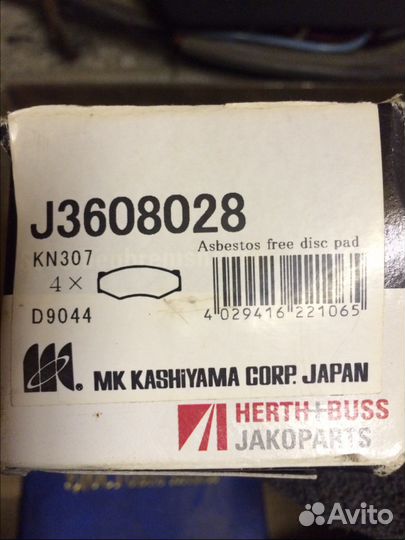 J3608028
KN307
Asbestos free disc pad
4×
D9044
4 029416 221065
MK KASHIYAMA CORP. JAPAN
HERTH+BUSS
JAKOPARTS
Avito